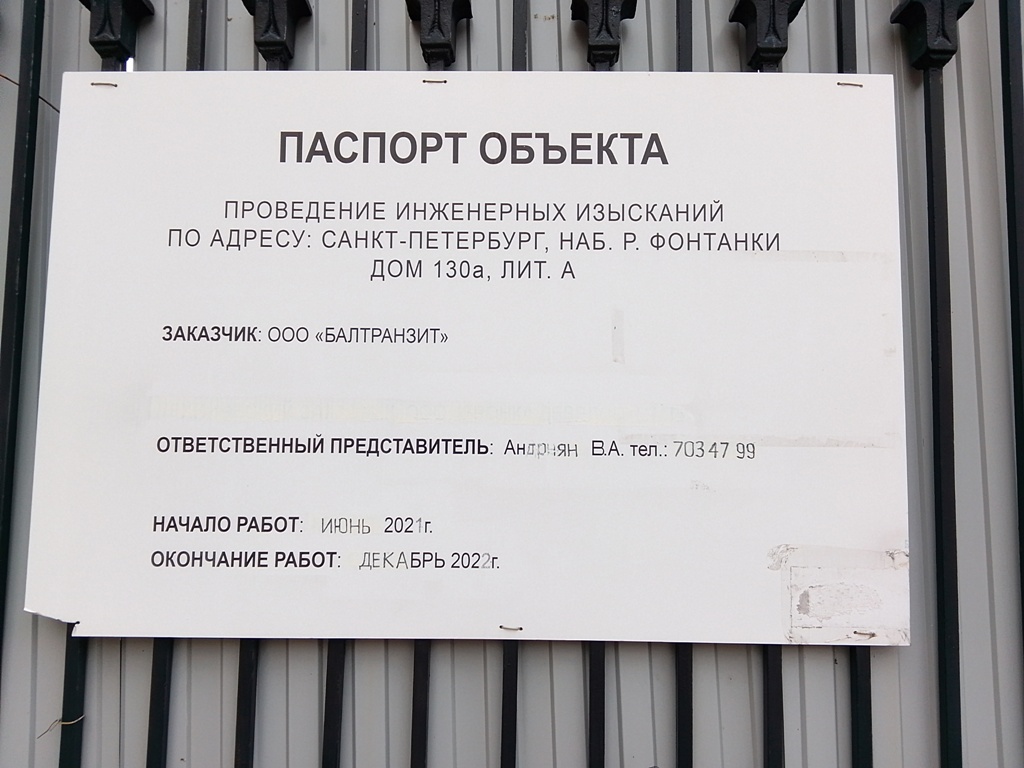 ПАСПОРТ ОБЪЕКТА
ПРОВЕДЕНИЕ ИНЖЕНЕРНЫХ ИЗЫСКАНИЙ
ПО АДРЕСУ: САНКТ-ПЕТЕРБУРГ, НАБ. Р. ФОНТАНКИ
ДОМ 130а, ЛИТ. А
ЗАКАЗЧИК: ООО «БАЛТРАНЗИТ»
ОТВЕТСТВЕННЫЙ ПРЕДСТАВИТЕЛЬ: Андриян В.А. тел.: 703 47 99
НАЧАЛО РАБОТ: ИЮНЬ 2021г.
ОКОНЧАНИЕ РАБОТ: ДЕКАБРЬ 2022г.